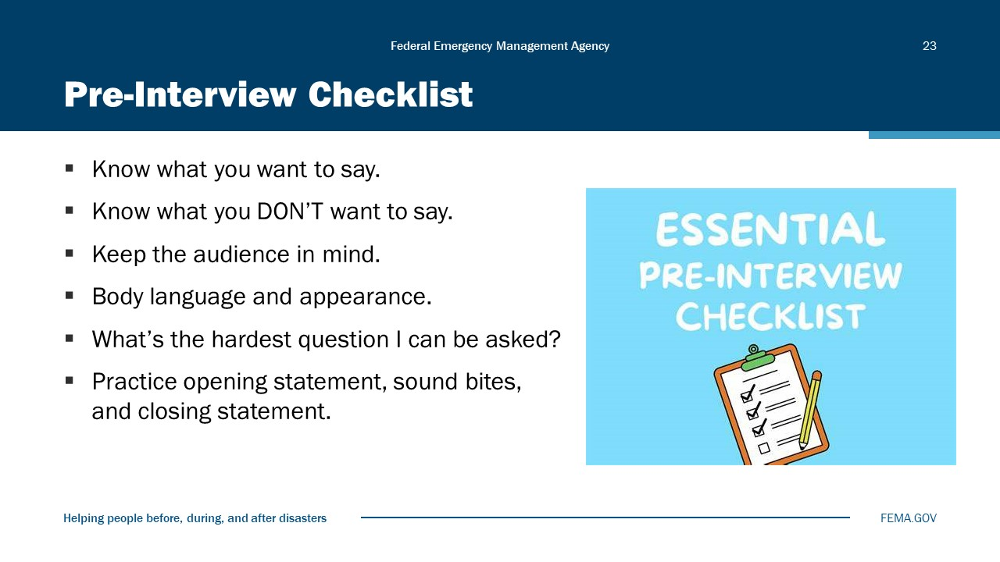 Federal Emergency Management Agency
23
Pre-Interview Checklist
▪ Know what you want to say.
▪ Know what you DON’T want to say.
▪ Keep the audience in mind.
▪ Body language and appearance.
▪ What’s the hardest question I can be asked?
▪ Practice opening statement, sound bites,
and closing statement.
ESSENTIAL
PRE-INTERVIEW
CHECKLIST
Helping people before, during, and after disasters
FEMA.GOV